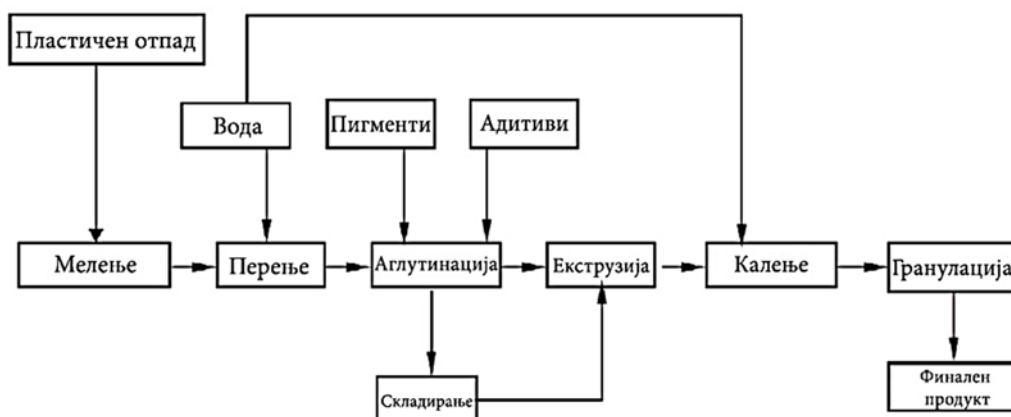 Пластичен отпад
Вода
Пигменти
Адитиви
Мелење
Перење
Аглутинација
Екструзија
Калење
Гранулација
Складирање
Финален
продукт